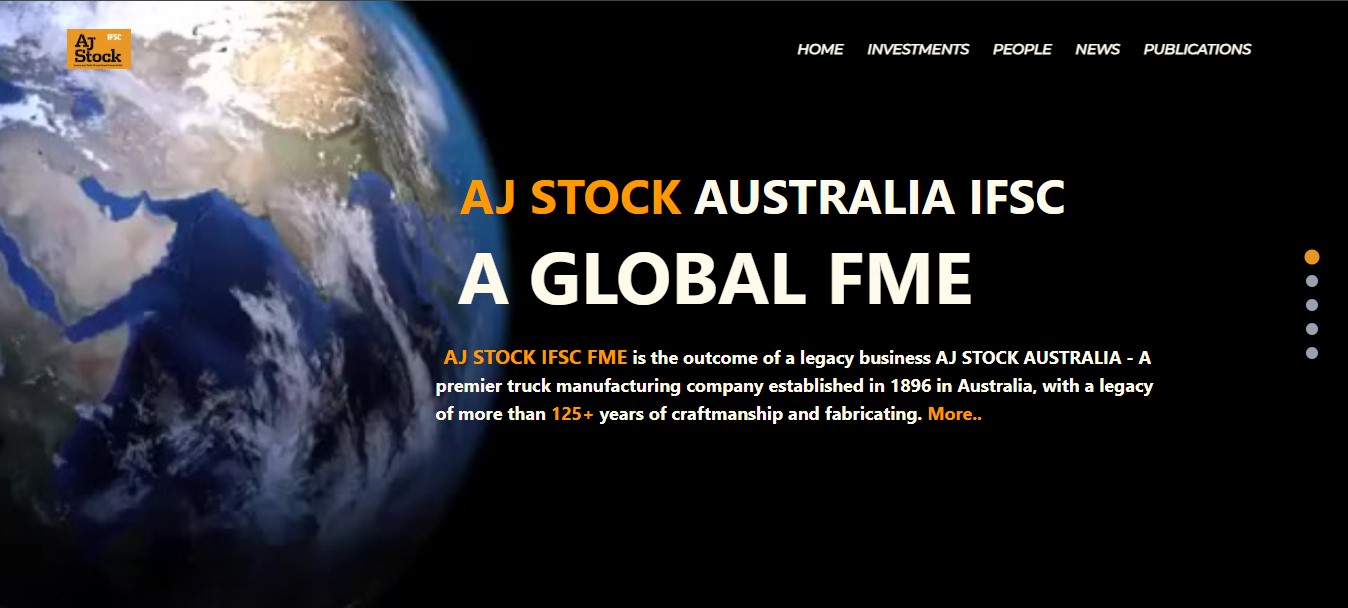 AJ Stock IFSC
HOME INVESTMENTS PEOPLE NEWS PUBLICATIONS
AJ STOCK AUSTRALIA IFSC
A GLOBAL FME
AJ STOCK IFSC FME is the outcome of a legacy business AJ STOCK AUSTRALIA - A
premier truck manufacturing company established in 1896 in Australia, with a legacy
of more than 125+ years of craftmanship and fabricating. More..